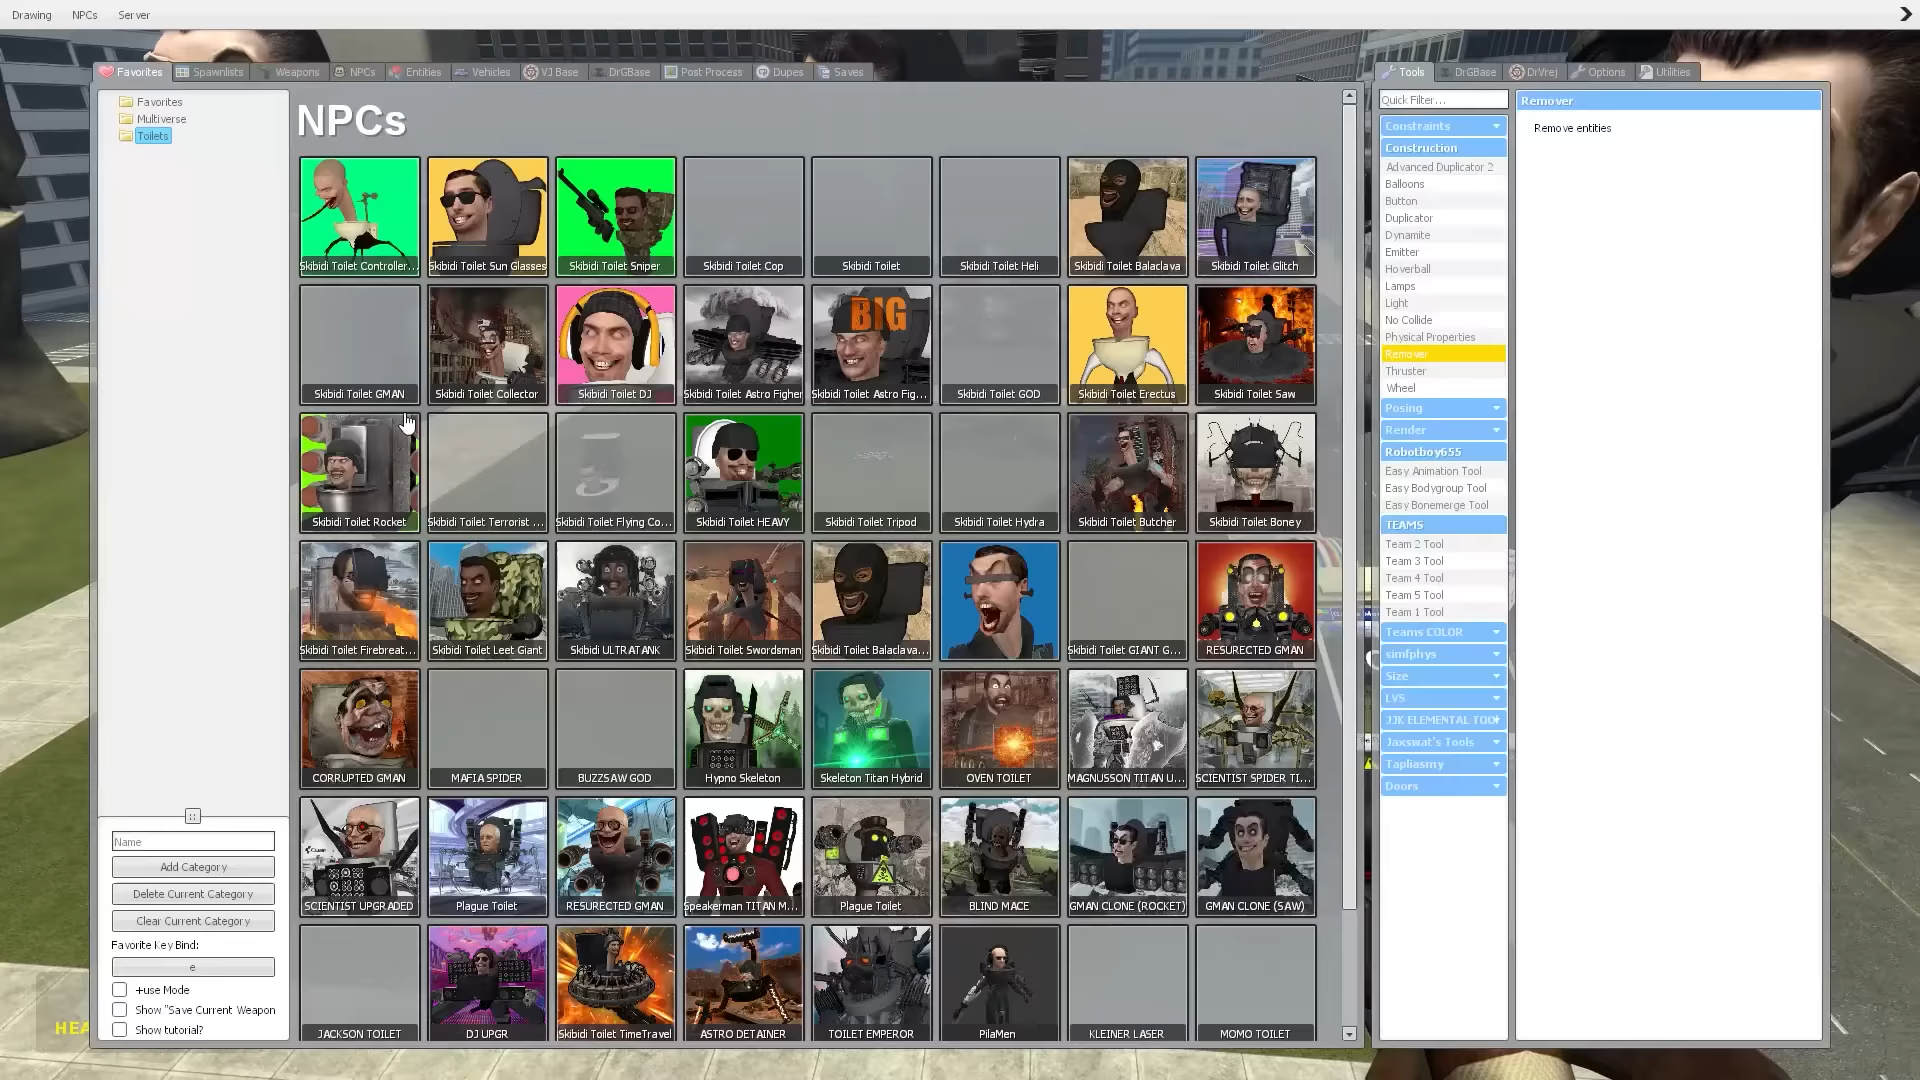 Drawing NPCs Server
Favorites Spawnlists Weapons NPCs Entities Vehicles VJ Base DrGBase Post Process Dupes Saves
Tools DrGBase DrVrej Options Utilities
Favorites
Multiverse
Toilets
NPCs
Skibidi Toilet Controller... Skibidi Toilet Sun Glasses Skibidi Toilet Sniper Skibidi Toilet Cop Skibidi Toilet Skibidi Toilet Heli Skibidi Toilet Balaclava Skibidi Toilet Glitch
BIG
Skibidi Toilet GMAN Skibidi Toilet Collector Skibidi Toilet DJ Skibidi Toilet Astro Figher Skibidi Toilet Astro Fig... Skibidi Toilet GOD Skibidi Toilet Erectus Skibidi Toilet Saw
Skibidi Toilet Rocket Skibidi Toilet Terrorist ... Skibidi Toilet Flying Co... Skibidi Toilet HEAVY Skibidi Toilet Tripod Skibidi Toilet Hydra Skibidi Toilet Butcher Skibidi Toilet Boney
Skibidi Toilet Firebreat... Skibidi Toilet Leet Giant Skibidi ULTRATANK Skibidi Toilet Swordsman Skibidi Toilet Balaclava... Skibidi Toilet GIANT G... RESURECTED GMAN
CORRUPTED GMAN MAFIA SPIDER BUZZSAW GOD Hypno Skeleton Skeleton Titan Hybrid OVEN TOILET MAGNUSSON TITAN U... SCIENTIST SPIDER TI...
SCIENTIST UPGRADED Plague Toilet RESURECTED GMAN Speakerman TITAN M... Plague Toilet BLIND MACE GMAN CLONE (ROCKET) GMAN CLONE (SAW)
JACKSON TOILET DJ UPGR Skibidi Toilet TimeTravel ASTRO DETAINER TOILET EMPEROR PilaMen KLEINER LASER MOMO TOILET
Name
Add Category
Delete Current Category
Clear Current Category
Favorite Key Bind:
e
+use Mode
Show "Save Current Weapon
Show tutorial?
HEA
Quick Filter...
Constraints
Construction
Advanced Duplicator 2
Balloons
Button
Duplicator
Dynamite
Emitter
Hoverball
Lamps
Light
No Collide
Physical Properties
Remover
Thruster
Wheel
Posing
Render
Robotboy655
Easy Animation Tool
Easy Bodygroup Tool
Easy Bonemerge Tool
TEAMS
Team 2 Tool
Team 3 Tool
Team 4 Tool
Team 5 Tool
Team 1 Tool
Teams COLOR
simfphys
Size
LVS
JJK ELEMENTAL TOO
Jaxswat's Tools
Tapliasmy
Doors
Remover
Remove entities